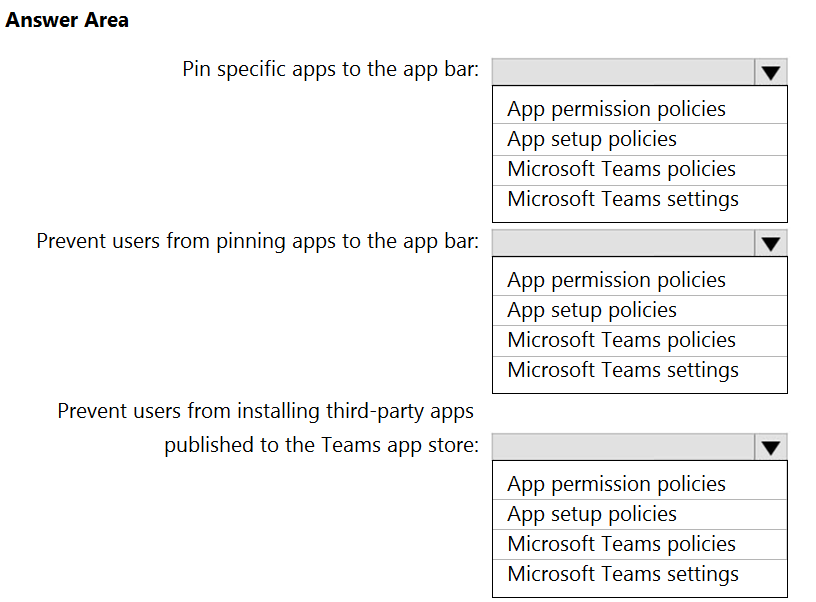 Answer Area
Pin specific apps to the app bar:
App permission policies
App setup policies
Microsoft Teams policies
Microsoft Teams settings
Prevent users from pinning apps to the app bar:
App permission policies
App setup policies
Microsoft Teams policies
Microsoft Teams settings
Prevent users from installing third-party apps
published to the Teams app store:
App permission policies
App setup policies
Microsoft Teams policies
Microsoft Teams settings